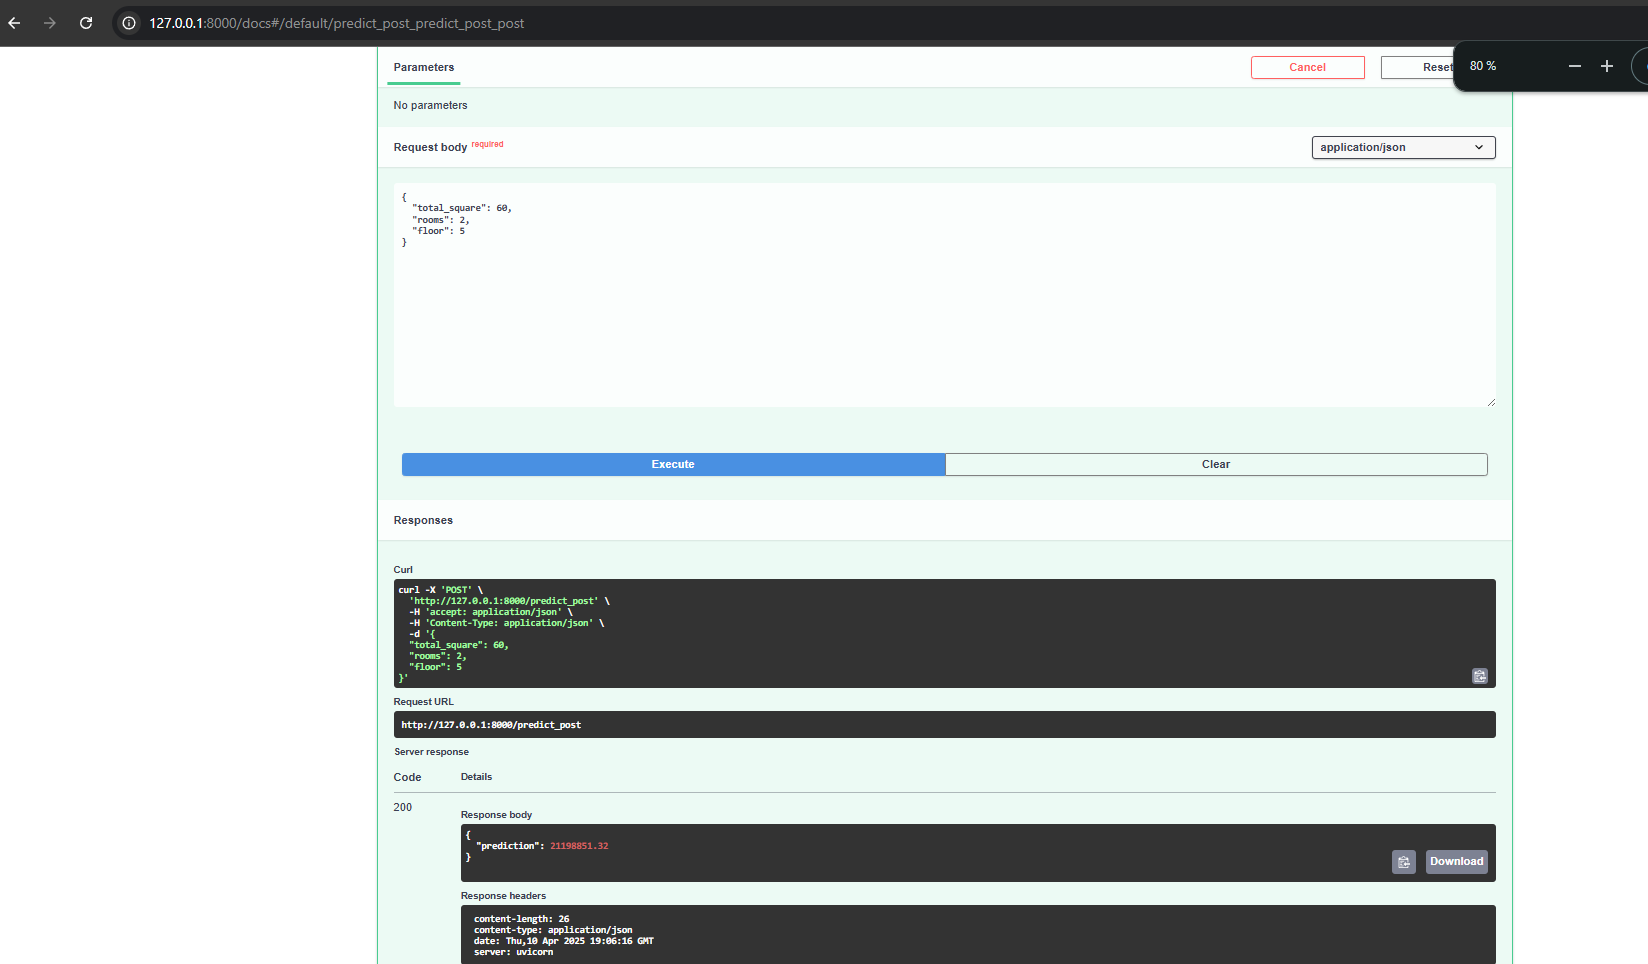 127.0.0.1:8000/docs#/default/predict_post_predict_post_post
80 %
Parameters
Cancel
Reset
No parameters
Request body required
application/json
{
  "total_square": 60,
  "rooms": 2,
  "floor": 5
}
Execute
Clear
Responses
Curl
curl -X 'POST' \
  'http://127.0.0.1:8000/predict_post' \
  -H 'accept: application/json' \
  -H 'Content-Type: application/json' \
  -d '{
  "total_square": 60,
  "rooms": 2,
  "floor": 5
}'
Request URL
http://127.0.0.1:8000/predict_post
Server response
Code
Details
200
Response body
{
  "prediction": 21198851.32
}
Download
Response headers
content-length: 26
content-type: application/json
date: Thu,10 Apr 2025 19:06:16 GMT
server: uvicorn